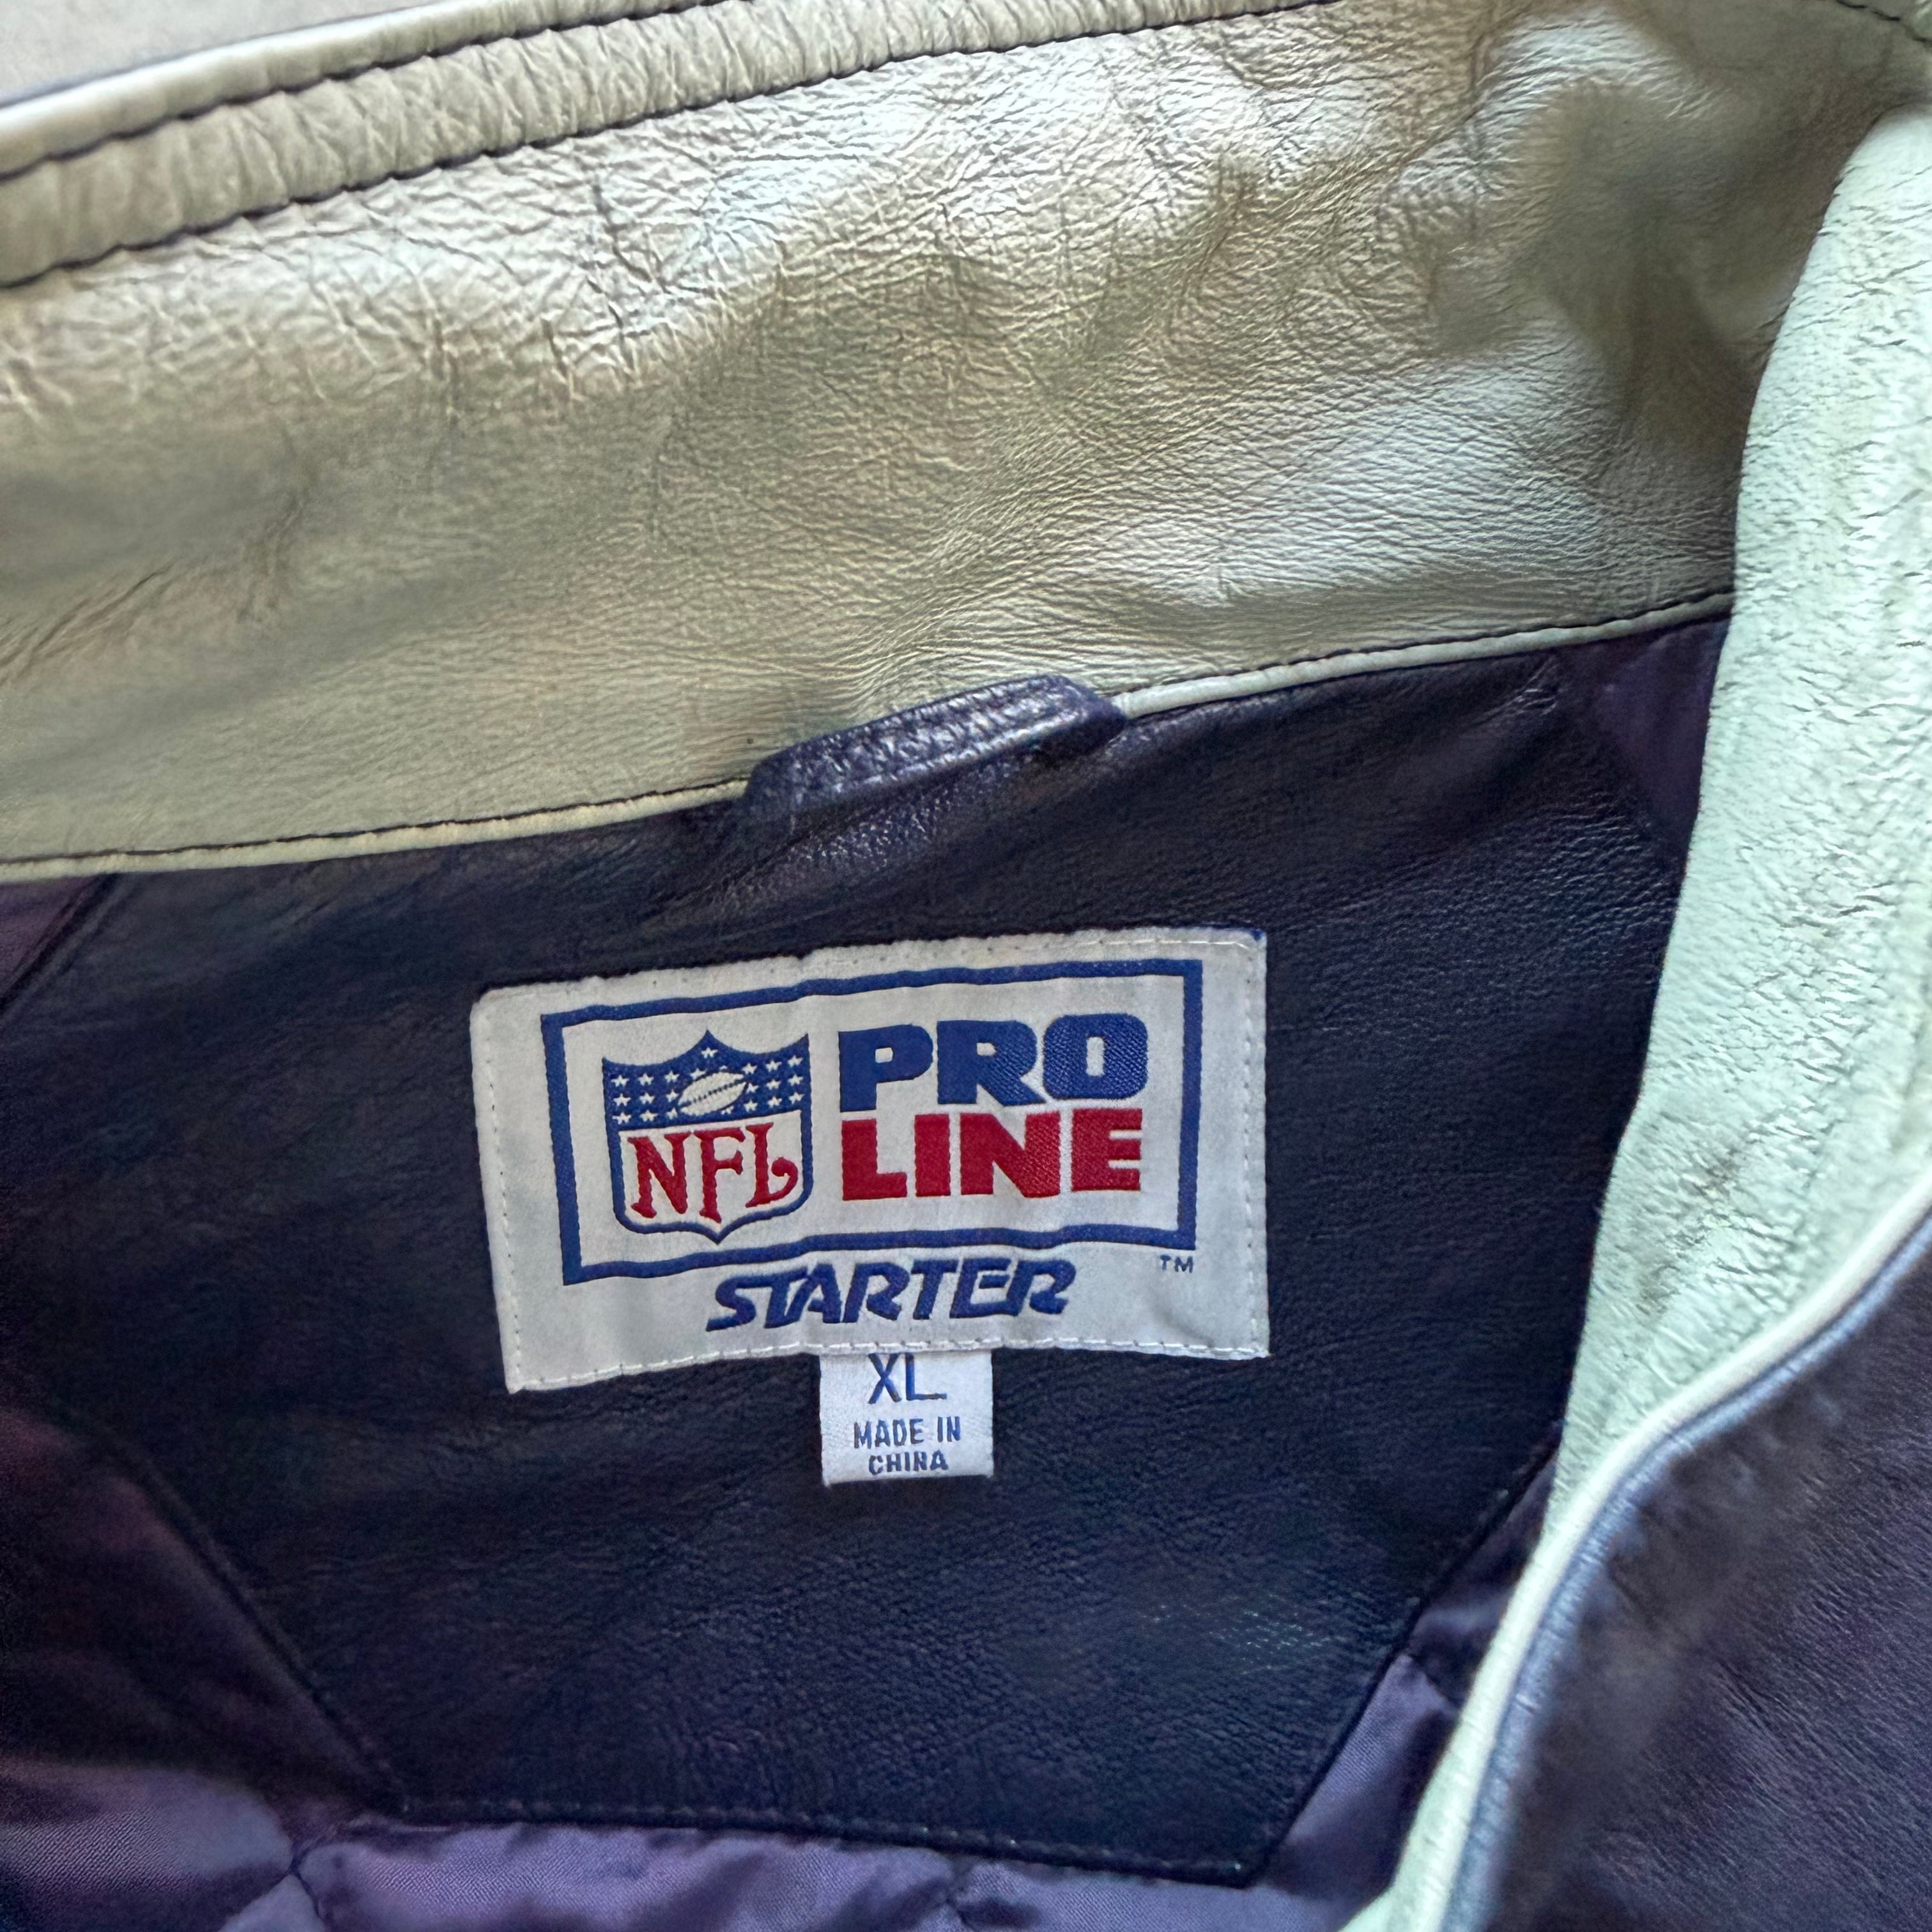 PRO
NFL LINE
STARTER ™
XL
MADE IN
CHINA